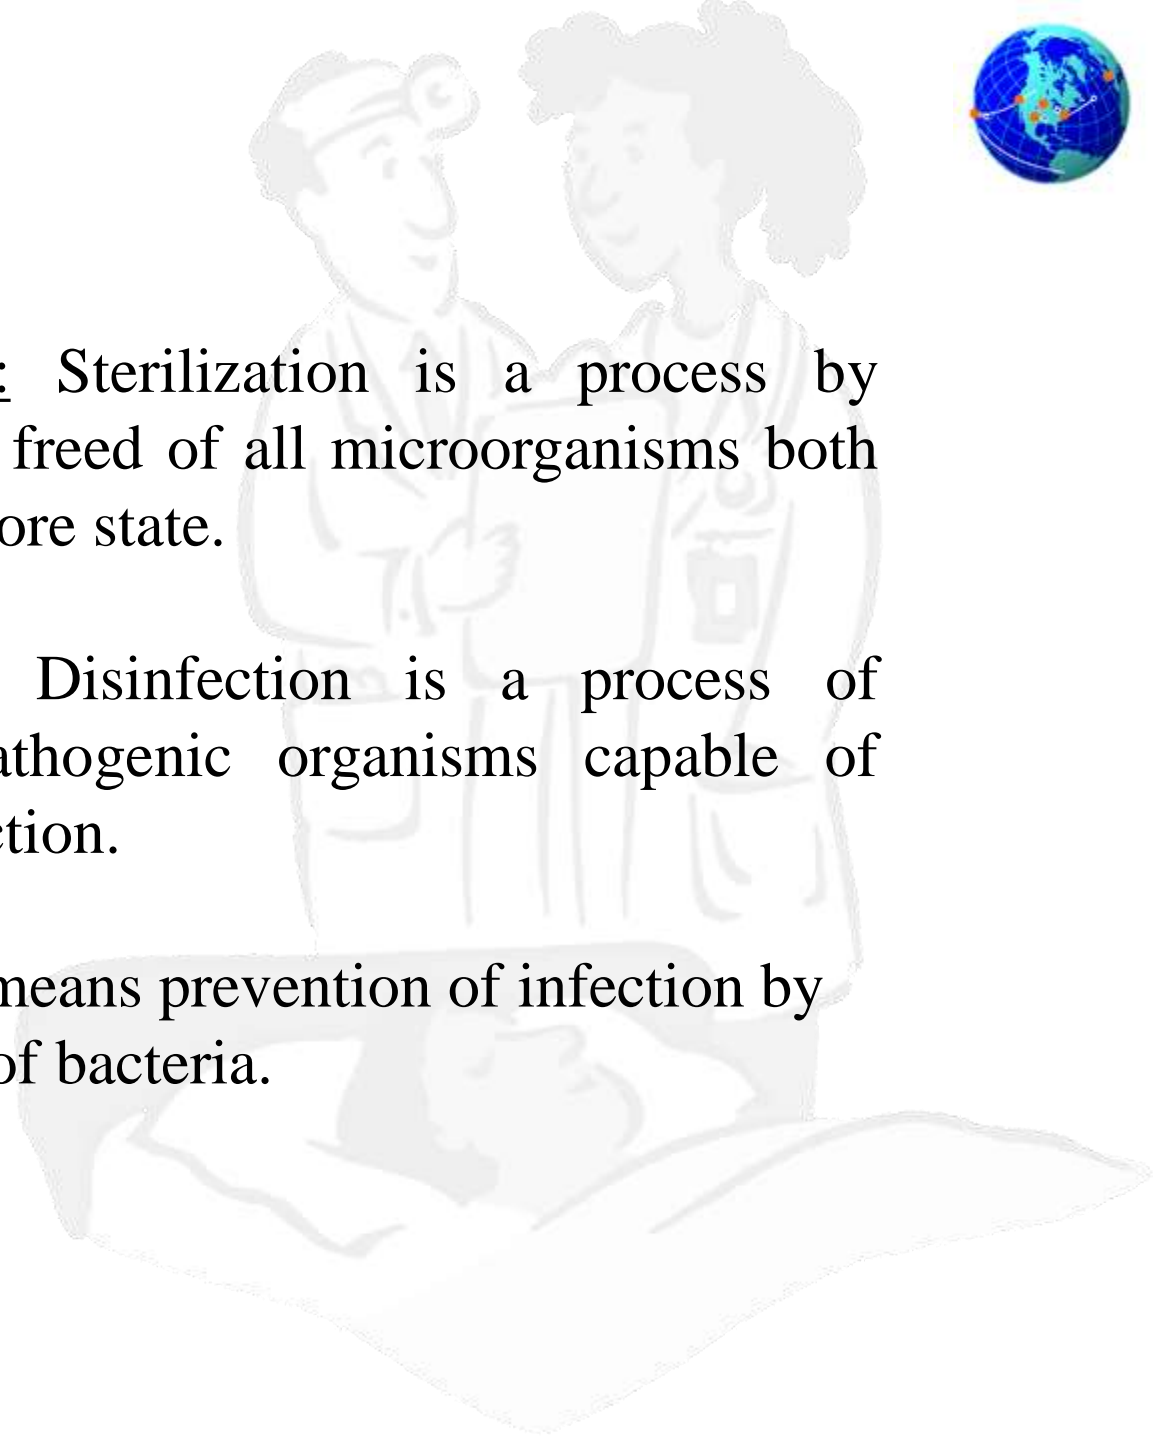 : Sterilization is a process by
freed of all microorganisms both
ore state.
Disinfection is a process of
athogenic organisms capable of
ction.
means prevention of infection by
of bacteria.